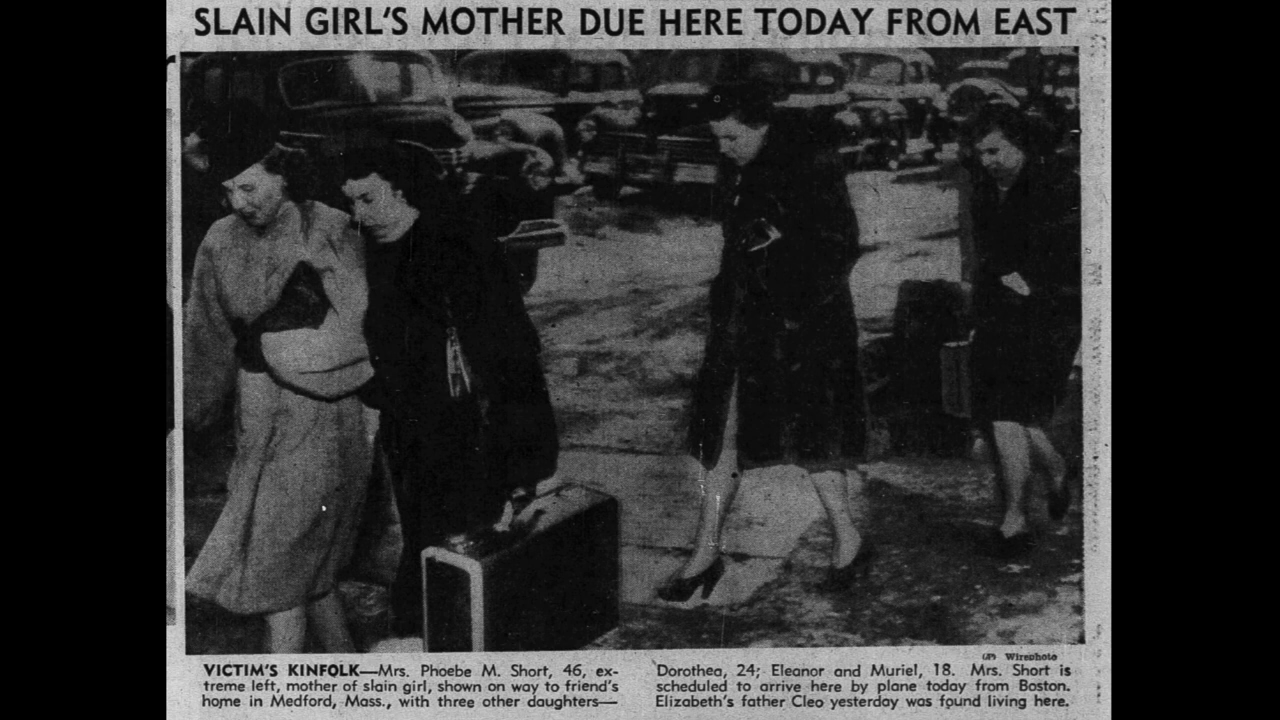 SLAIN GIRL'S MOTHER DUE HERE TODAY FROM EAST
(AP) Wirephoto
VICTIM'S KINFOLK—Mrs. Phoebe M. Short, 46, ex-
treme left, mother of slain girl, shown on way to friend's
home in Medford, Mass., with three other daughters—
Dorothea, 24; Eleanor and Muriel, 18. Mrs. Short is
scheduled to arrive here by plane today from Boston.
Elizabeth's father Cleo yesterday was found living here.